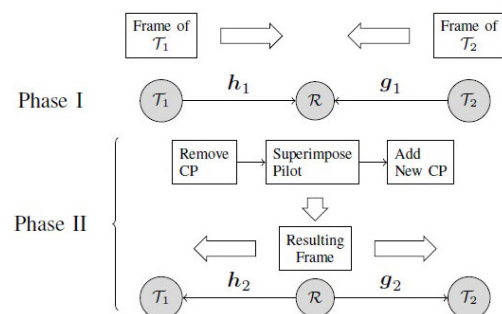 Frame of
𝒯₁
Frame of
𝒯₂
Phase I
𝒯₁
h₁
ℛ
g₁
𝒯₂
Remove
CP
Superimpose
Pilot
Add
New CP
Phase II
Resulting
Frame
𝒯₁
h₂
ℛ
g₂
𝒯₂